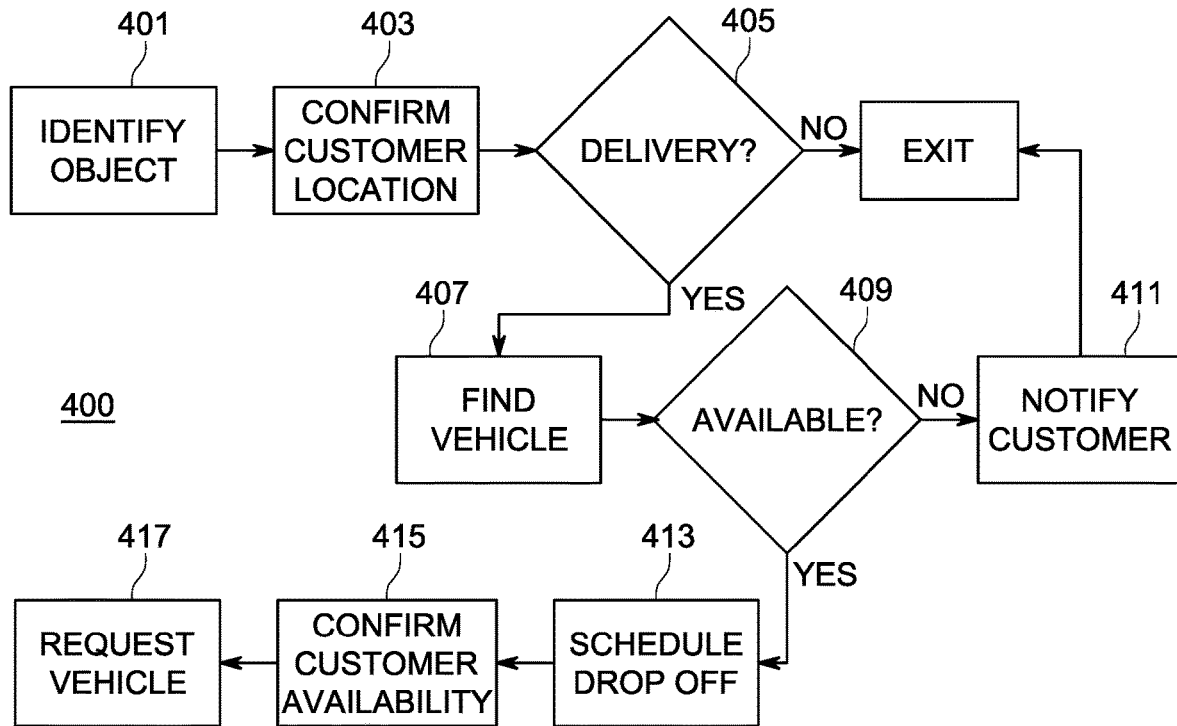 401
403
405
IDENTIFY
OBJECT
CONFIRM
CUSTOMER
LOCATION
DELIVERY?
NO
EXIT
YES
407
409
411
400
FIND
VEHICLE
AVAILABLE?
NO
NOTIFY
CUSTOMER
YES
417
415
413
REQUEST
VEHICLE
CONFIRM
CUSTOMER
AVAILABILITY
SCHEDULE
DROP OFF